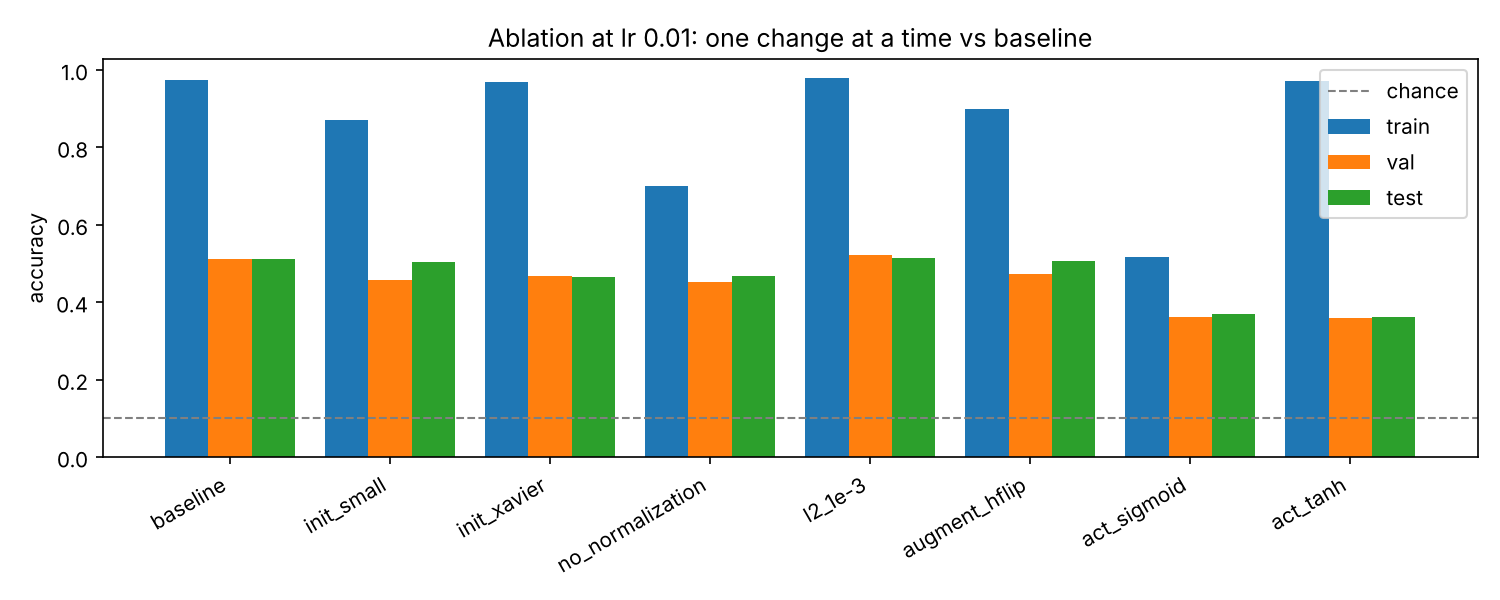 Ablation at lr 0.01: one change at a time vs baseline
accuracy
1.0
0.8
0.6
0.4
0.2
0.0
chance
train
val
test
baseline
init_small
init_xavier
no_normalization
l2_1e-3
augment_hflip
act_sigmoid
act_tanh